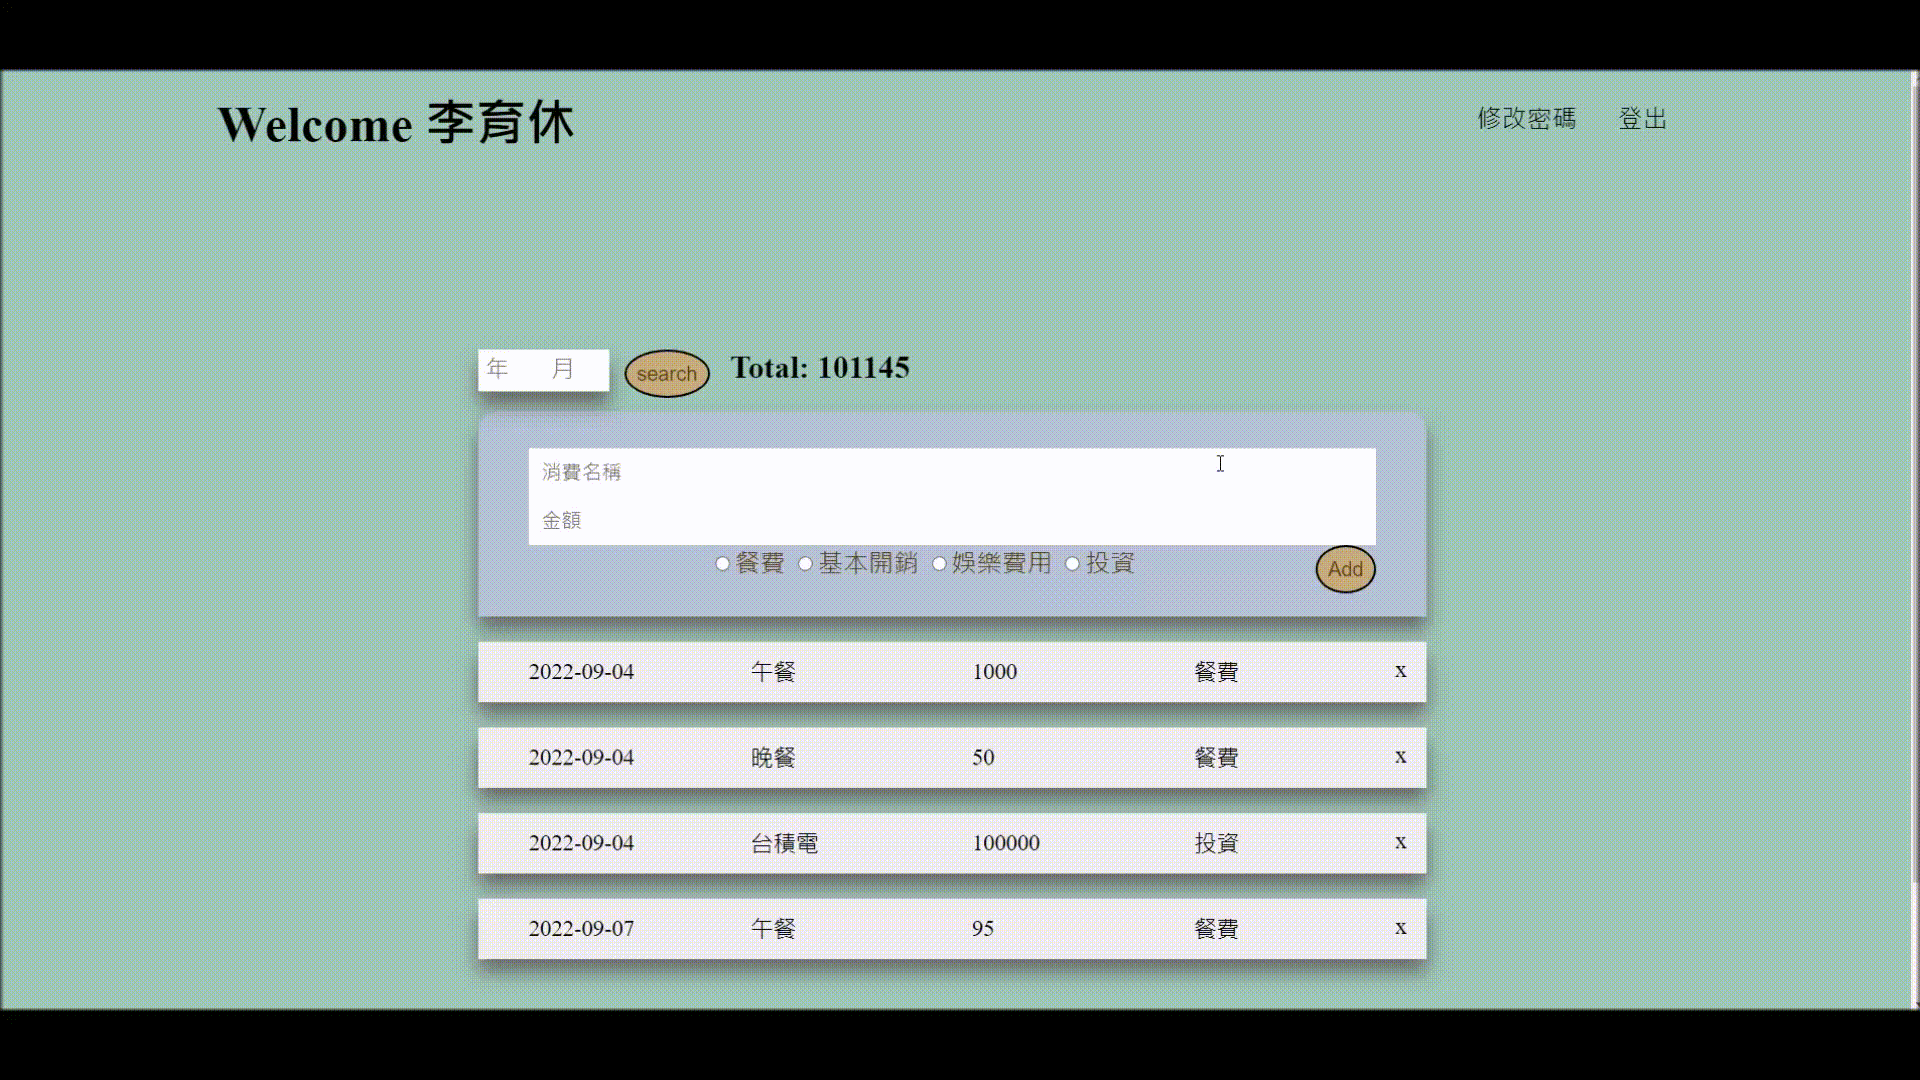 Welcome 李育休 修改密碼 登出
年 月 search Total: 101145
消費名稱
金額
餐費 基本開銷 娛樂費用 投資 Add
2022-09-04 午餐 1000 餐費 x
2022-09-04 晚餐 50 餐費 x
2022-09-04 台積電 100000 投資 x
2022-09-07 午餐 95 餐費 x